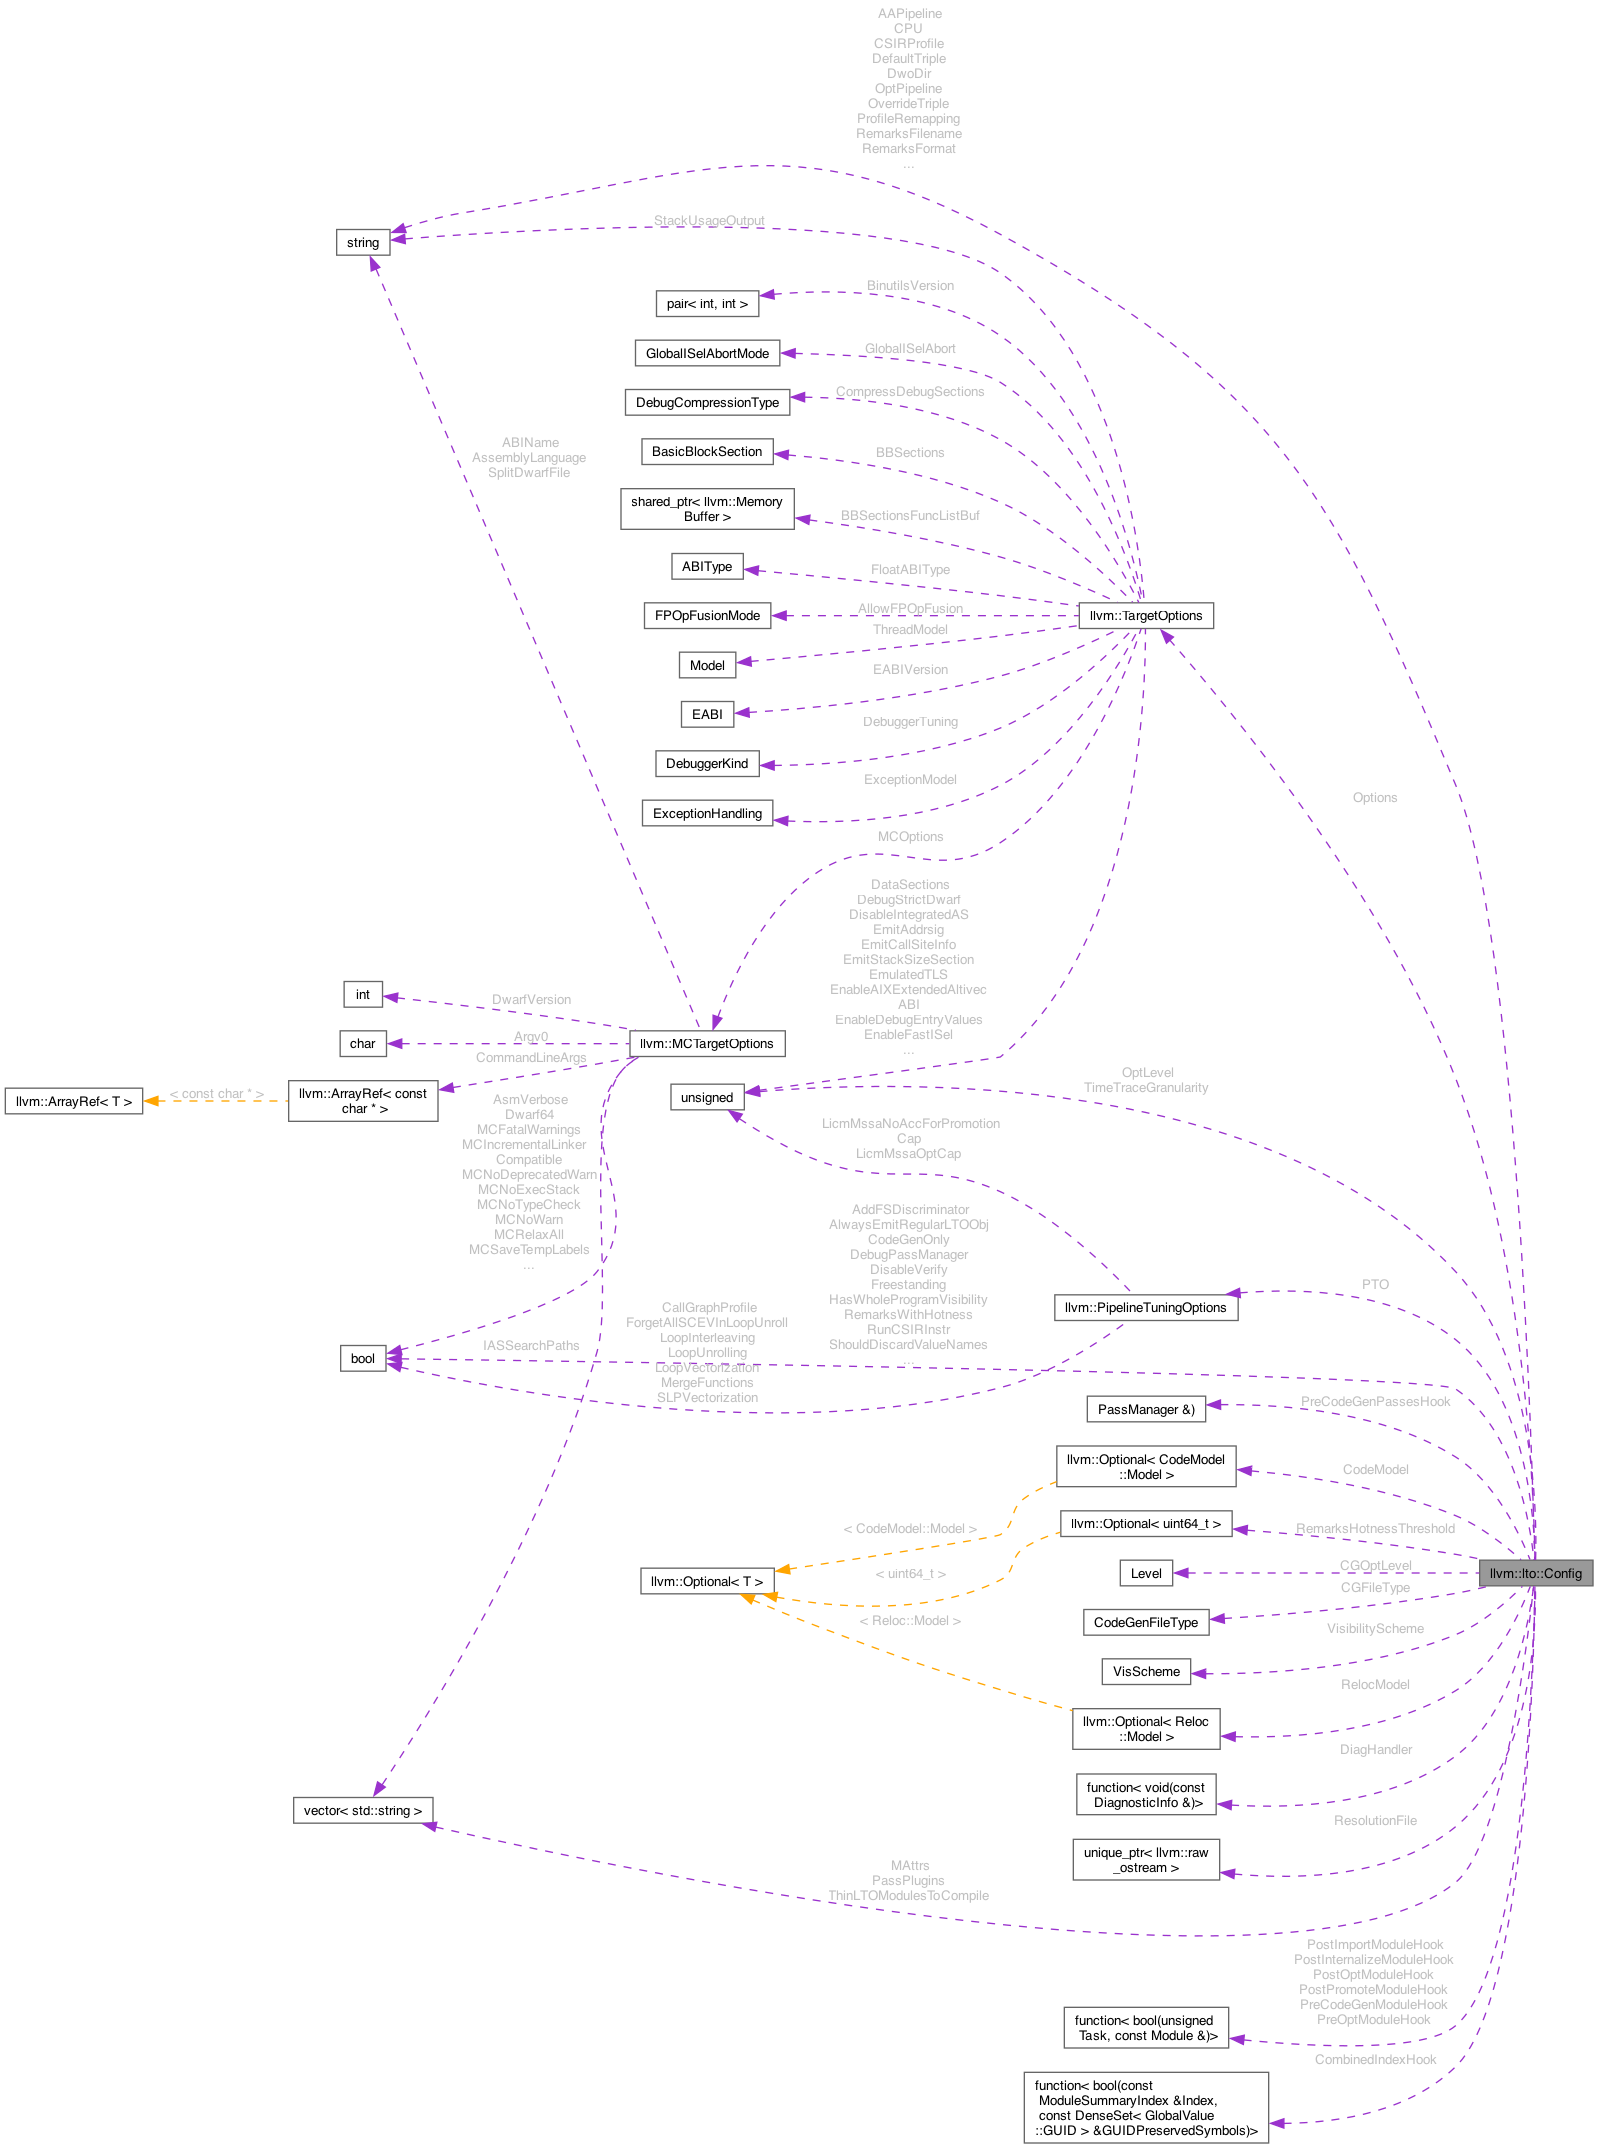 AAPipeline
CPU
CSIRProfile
DefaultTriple
DwoDir
OptPipeline
OverrideTriple
ProfileRemapping
RemarksFilename
RemarksFormat
...
StackUsageOutput
string
BinutilsVersion
pair< int, int >
GlobalISelAbort
GlobalISelAbortMode
CompressDebugSections
DebugCompressionType
ABIName
AssemblyLanguage
SplitDwarfFile
BBSections
BasicBlockSection
shared_ptr< llvm::Memory
Buffer >
BBSectionsFuncListBuf
ABIType
FloatABIType
FPOpFusionMode
AllowFPOpFusion
llvm::TargetOptions
ThreadModel
Model
EABIVersion
EABI
DebuggerTuning
DebuggerKind
ExceptionModel
ExceptionHandling
Options
MCOptions
DataSections
DebugStrictDwarf
DisableIntegratedAS
EmitAddrsig
EmitCallSiteInfo
EmitStackSizeSection
EmulatedTLS
EnableAIXExtendedAltivec
ABI
EnableDebugEntryValues
EnableFastISel
...
int
DwarfVersion
char
Argv0
llvm::MCTargetOptions
CommandLineArgs
llvm::ArrayRef< T >
< const char * >
llvm::ArrayRef< const
char * >
unsigned
OptLevel
TimeTraceGranularity
AsmVerbose
Dwarf64
MCFatalWarnings
MCIncrementalLinker
Compatible
MCNoDeprecatedWarn
MCNoExecStack
MCNoTypeCheck
MCNoWarn
MCRelaxAll
MCSaveTempLabels
...
LicmMssaNoAccForPromotion
Cap
LicmMssaOptCap
AddFSDiscriminator
AlwaysEmitRegularLTOObj
CodeGenOnly
DebugPassManager
DisableVerify
Freestanding
HasWholeProgramVisibility
RemarksWithHotness
RunCSIRInstr
ShouldDiscardValueNames
...
PTO
llvm::PipelineTuningOptions
CallGraphProfile
ForgetAllSCEVInLoopUnroll
LoopInterleaving
LoopUnrolling
LoopVectorization
MergeFunctions
SLPVectorization
IASSearchPaths
bool
PassManager &)
PreCodeGenPassesHook
llvm::Optional< CodeModel
::Model >
CodeModel
< CodeModel::Model >
llvm::Optional< uint64_t >
RemarksHotnessThreshold
< uint64_t >
llvm::Optional< T >
Level
CGOptLevel
llvm::lto::Config
CGFileType
CodeGenFileType
< Reloc::Model >
VisibilityScheme
VisScheme
RelocModel
llvm::Optional< Reloc
::Model >
DiagHandler
function< void(const
DiagnosticInfo &)>
vector< std::string >
ResolutionFile
unique_ptr< llvm::raw
_ostream >
MAttrs
PassPlugins
ThinLTOModulesToCompile
PostImportModuleHook
PostInternalizeModuleHook
PostOptModuleHook
PostPromoteModuleHook
PreCodeGenModuleHook
PreOptModuleHook
function< bool(unsigned
Task, const Module &)>
CombinedIndexHook
function< bool(const
ModuleSummaryIndex &Index,
const DenseSet< GlobalValue
::GUID > &GUIDPreservedSymbols)>